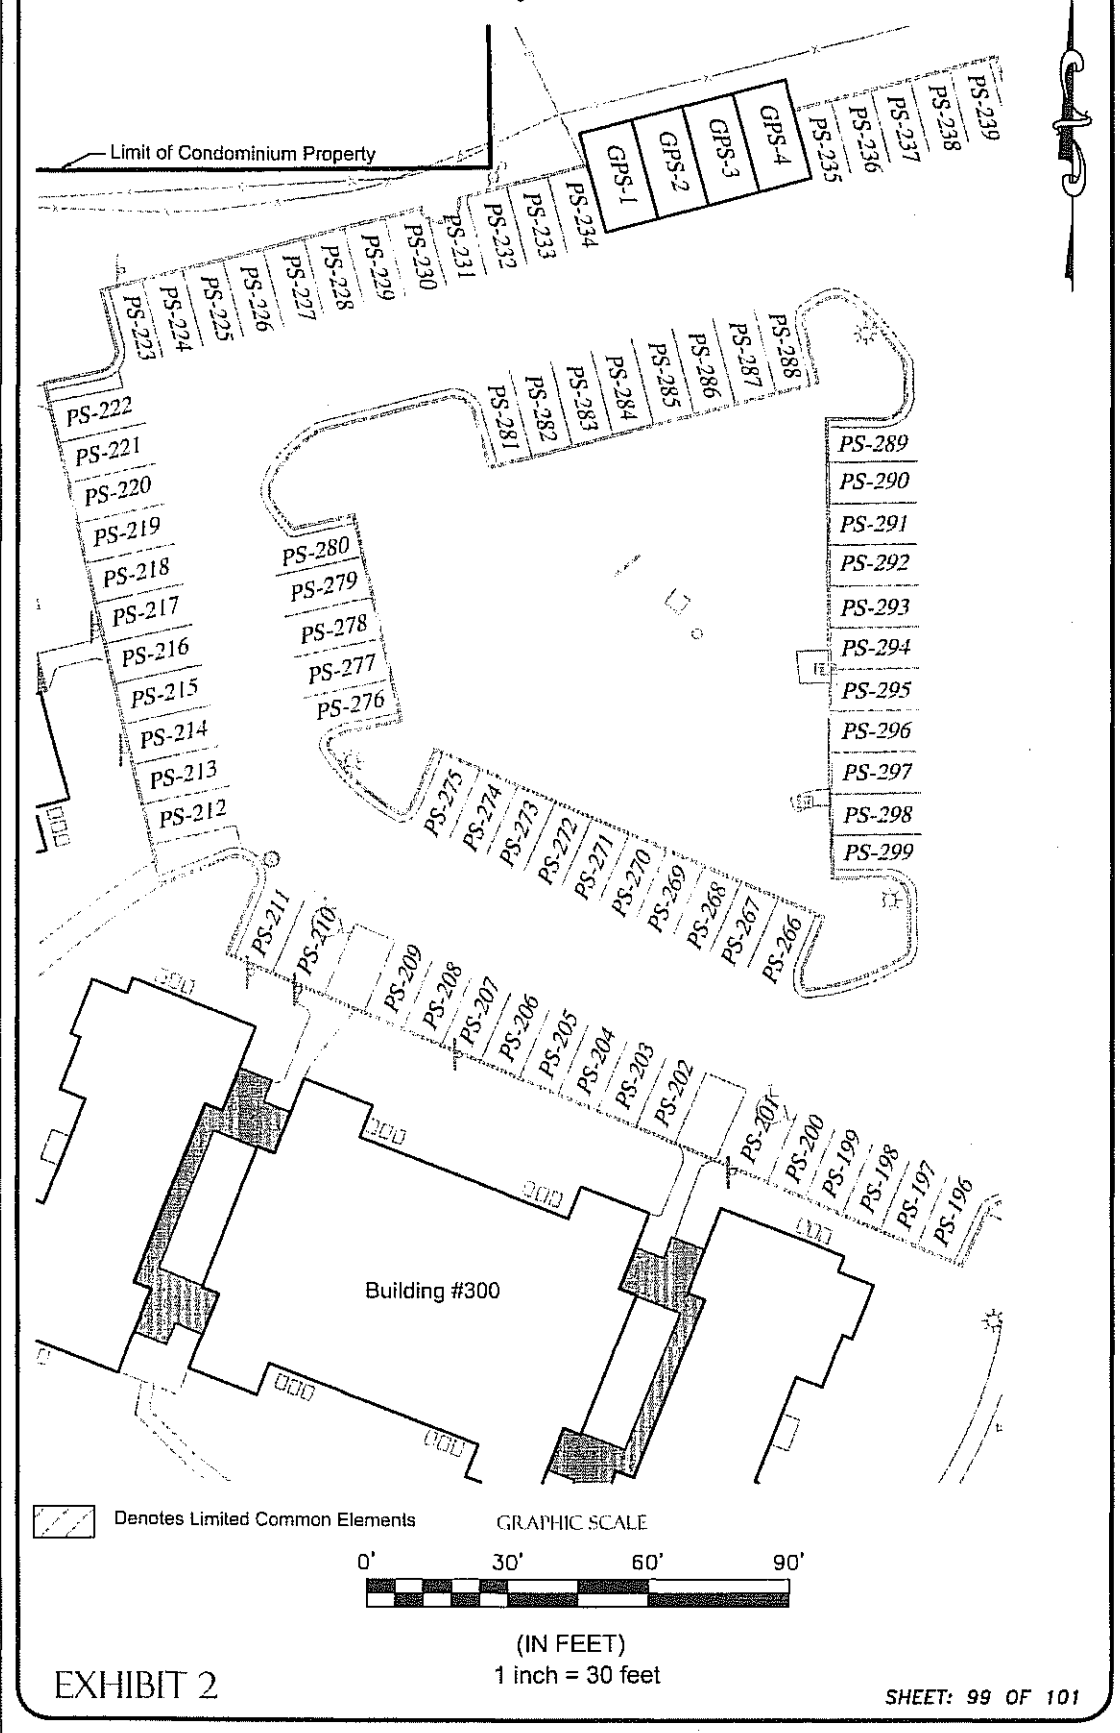 Limit of Condominium Property
GPS-1
GPS-2
GPS-3
GPS-4
PS-235
PS-236
PS-237
PS-238
PS-239
PS-223
PS-224
PS-225
PS-226
PS-227
PS-228
PS-229
PS-230
PS-231
PS-232
PS-233
PS-234
PS-222
PS-221
PS-220
PS-219
PS-218
PS-217
PS-216
PS-215
PS-214
PS-213
PS-212
PS-281
PS-282
PS-283
PS-284
PS-285
PS-286
PS-287
PS-288
PS-280
PS-279
PS-278
PS-277
PS-276
PS-289
PS-290
PS-291
PS-292
PS-293
PS-294
PS-295
PS-296
PS-297
PS-298
PS-299
PS-275
PS-274
PS-273
PS-272
PS-271
PS-270
PS-269
PS-268
PS-267
PS-266
PS-211
PS-210
PS-209
PS-208
PS-207
PS-206
PS-205
PS-204
PS-203
PS-202
PS-201
PS-200
PS-199
PS-198
PS-197
PS-196
Building #300
Denotes Limited Common Elements
GRAPHIC SCALE
0' 30' 60' 90'
(IN FEET)
1 inch = 30 feet
EXHIBIT 2
SHEET: 99 OF 101